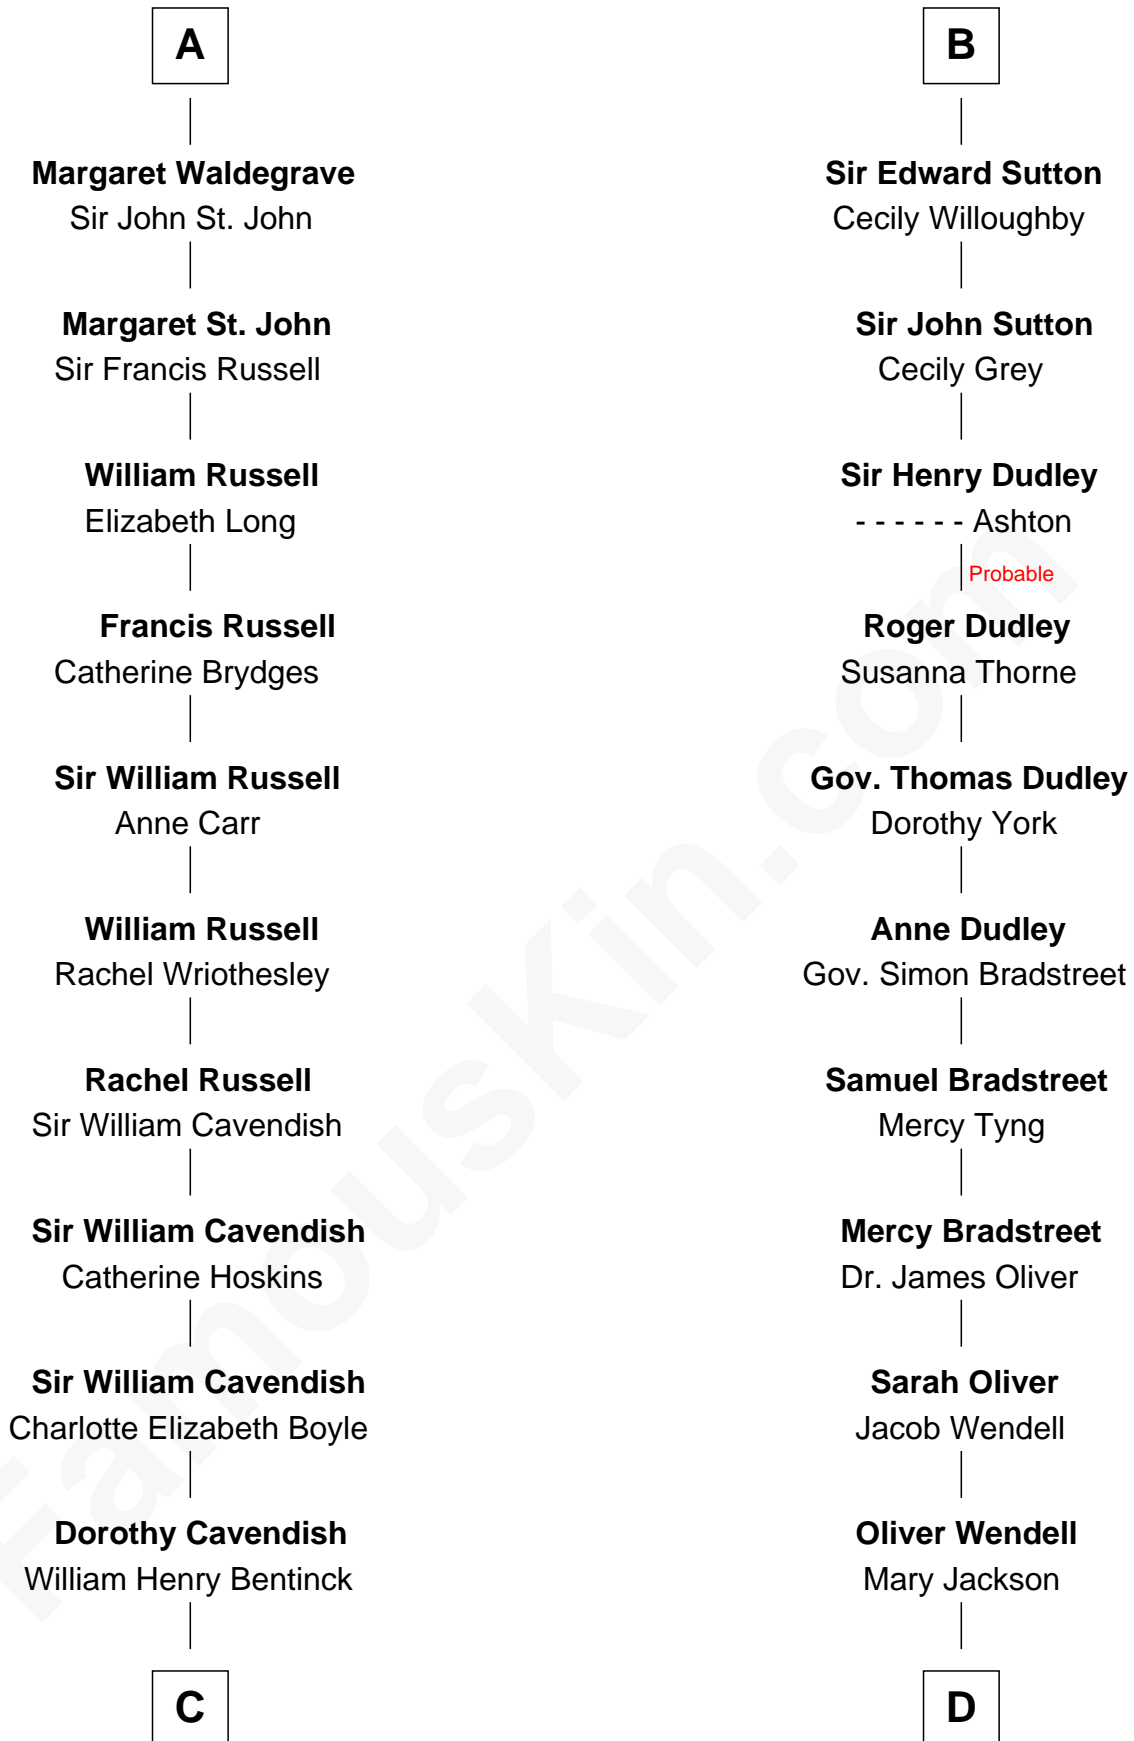 A
Margaret Waldegrave
Sir John St. John
Margaret St. John
Sir Francis Russell
William Russell
Elizabeth Long
Francis Russell
Catherine Brydges
Sir William Russell
Anne Carr
William Russell
Rachel Wriothesley
Rachel Russell
Sir William Cavendish
Sir William Cavendish
Catherine Hoskins
Sir William Cavendish
Charlotte Elizabeth Boyle
Dorothy Cavendish
William Henry Bentinck
C
B
Sir Edward Sutton
Cecily Willoughby
Sir John Sutton
Cecily Grey
Sir Henry Dudley
- - - - - - Ashton
Probable
Roger Dudley
Susanna Thorne
Gov. Thomas Dudley
Dorothy York
Anne Dudley
Gov. Simon Bradstreet
Samuel Bradstreet
Mercy Tyng
Mercy Bradstreet
Dr. James Oliver
Sarah Oliver
Jacob Wendell
Oliver Wendell
Mary Jackson
D
FamousKin.com